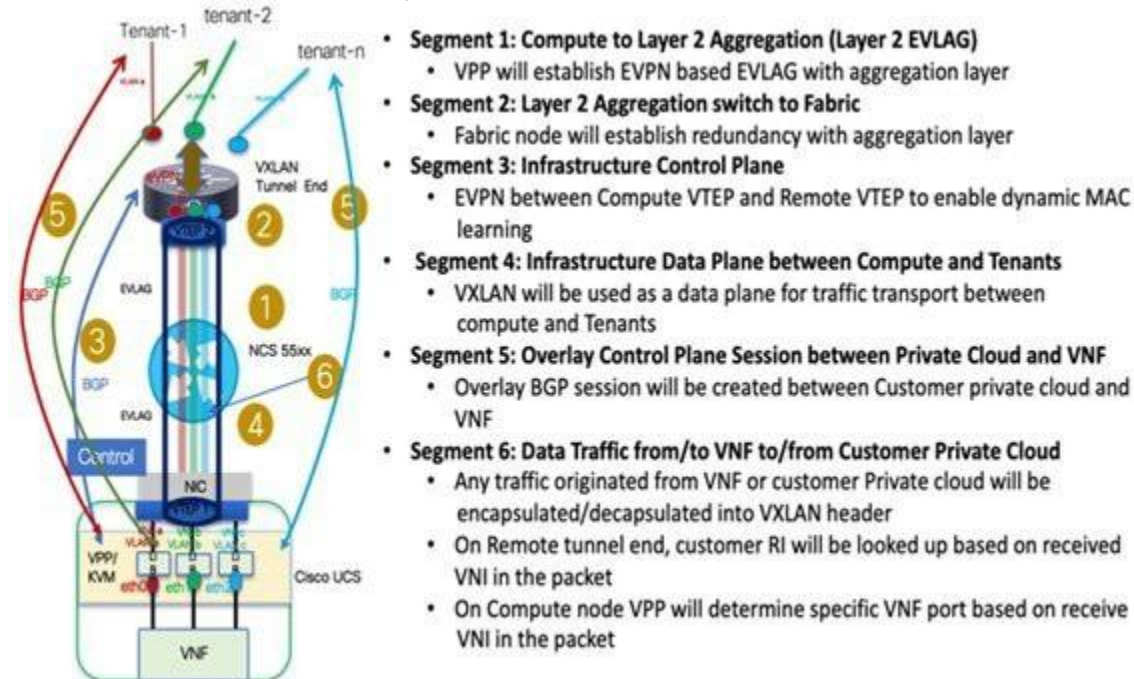 Tenant-1
tenant-2
tenant-n
VXLAN
Tunnel End
EVPN
VTEP 2
5
5
2
BGP
BGP
BGP
EVLAG
1
3
NCS 55xx
6
BGP
EVLAG
4
Control
NIC
VTEP 1
VPP/
KVM
eth0
eth1
eth2
Cisco UCS
VNF
• Segment 1: Compute to Layer 2 Aggregation (Layer 2 EVLAG)
• VPP will establish EVPN based EVLAG with aggregation layer
• Segment 2: Layer 2 Aggregation switch to Fabric
• Fabric node will establish redundancy with aggregation layer
• Segment 3: Infrastructure Control Plane
• EVPN between Compute VTEP and Remote VTEP to enable dynamic MAC
learning
• Segment 4: Infrastructure Data Plane between Compute and Tenants
• VXLAN will be used as a data plane for traffic transport between
compute and Tenants
• Segment 5: Overlay Control Plane Session between Private Cloud and VNF
• Overlay BGP session will be created between Customer private cloud and
VNF
• Segment 6: Data Traffic from/to VNF to/from Customer Private Cloud
• Any traffic originated from VNF or customer Private cloud will be
encapsulated/decapsulated into VXLAN header
• On Remote tunnel end, customer RI will be looked up based on received
VNI in the packet
• On Compute node VPP will determine specific VNF port based on receive
VNI in the packet